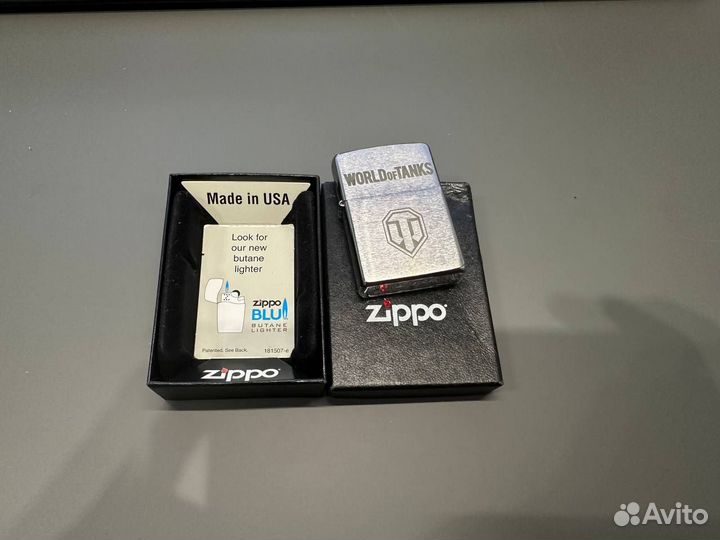 Made in USA
Look for
our new
butane
lighter
zippo
BLU
BUTANE
LIGHTER
Patented. See Back. 181507-e
zippo
WORLD OF TANKS
zippo
Avito